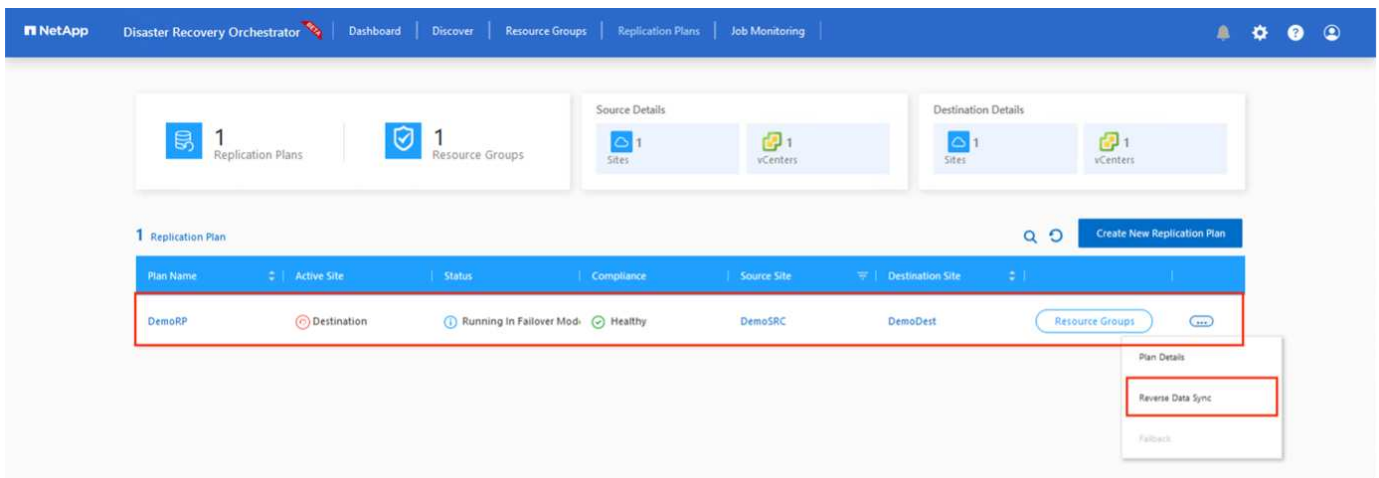 NetApp Disaster Recovery Orchestrator BETA Dashboard Discover Resource Groups Replication Plans Job Monitoring
1 Replication Plans
1 Resource Groups
Source Details
1 Sites
1 vCenters
Destination Details
1 Sites
1 vCenters
1 Replication Plan
Create New Replication Plan
Plan Name Active Site Status Compliance Source Site Destination Site
DemoRP Destination Running In Failover Mod Healthy DemoSRC DemoDest Resource Groups ...
Plan Details
Reverse Data Sync
Failback